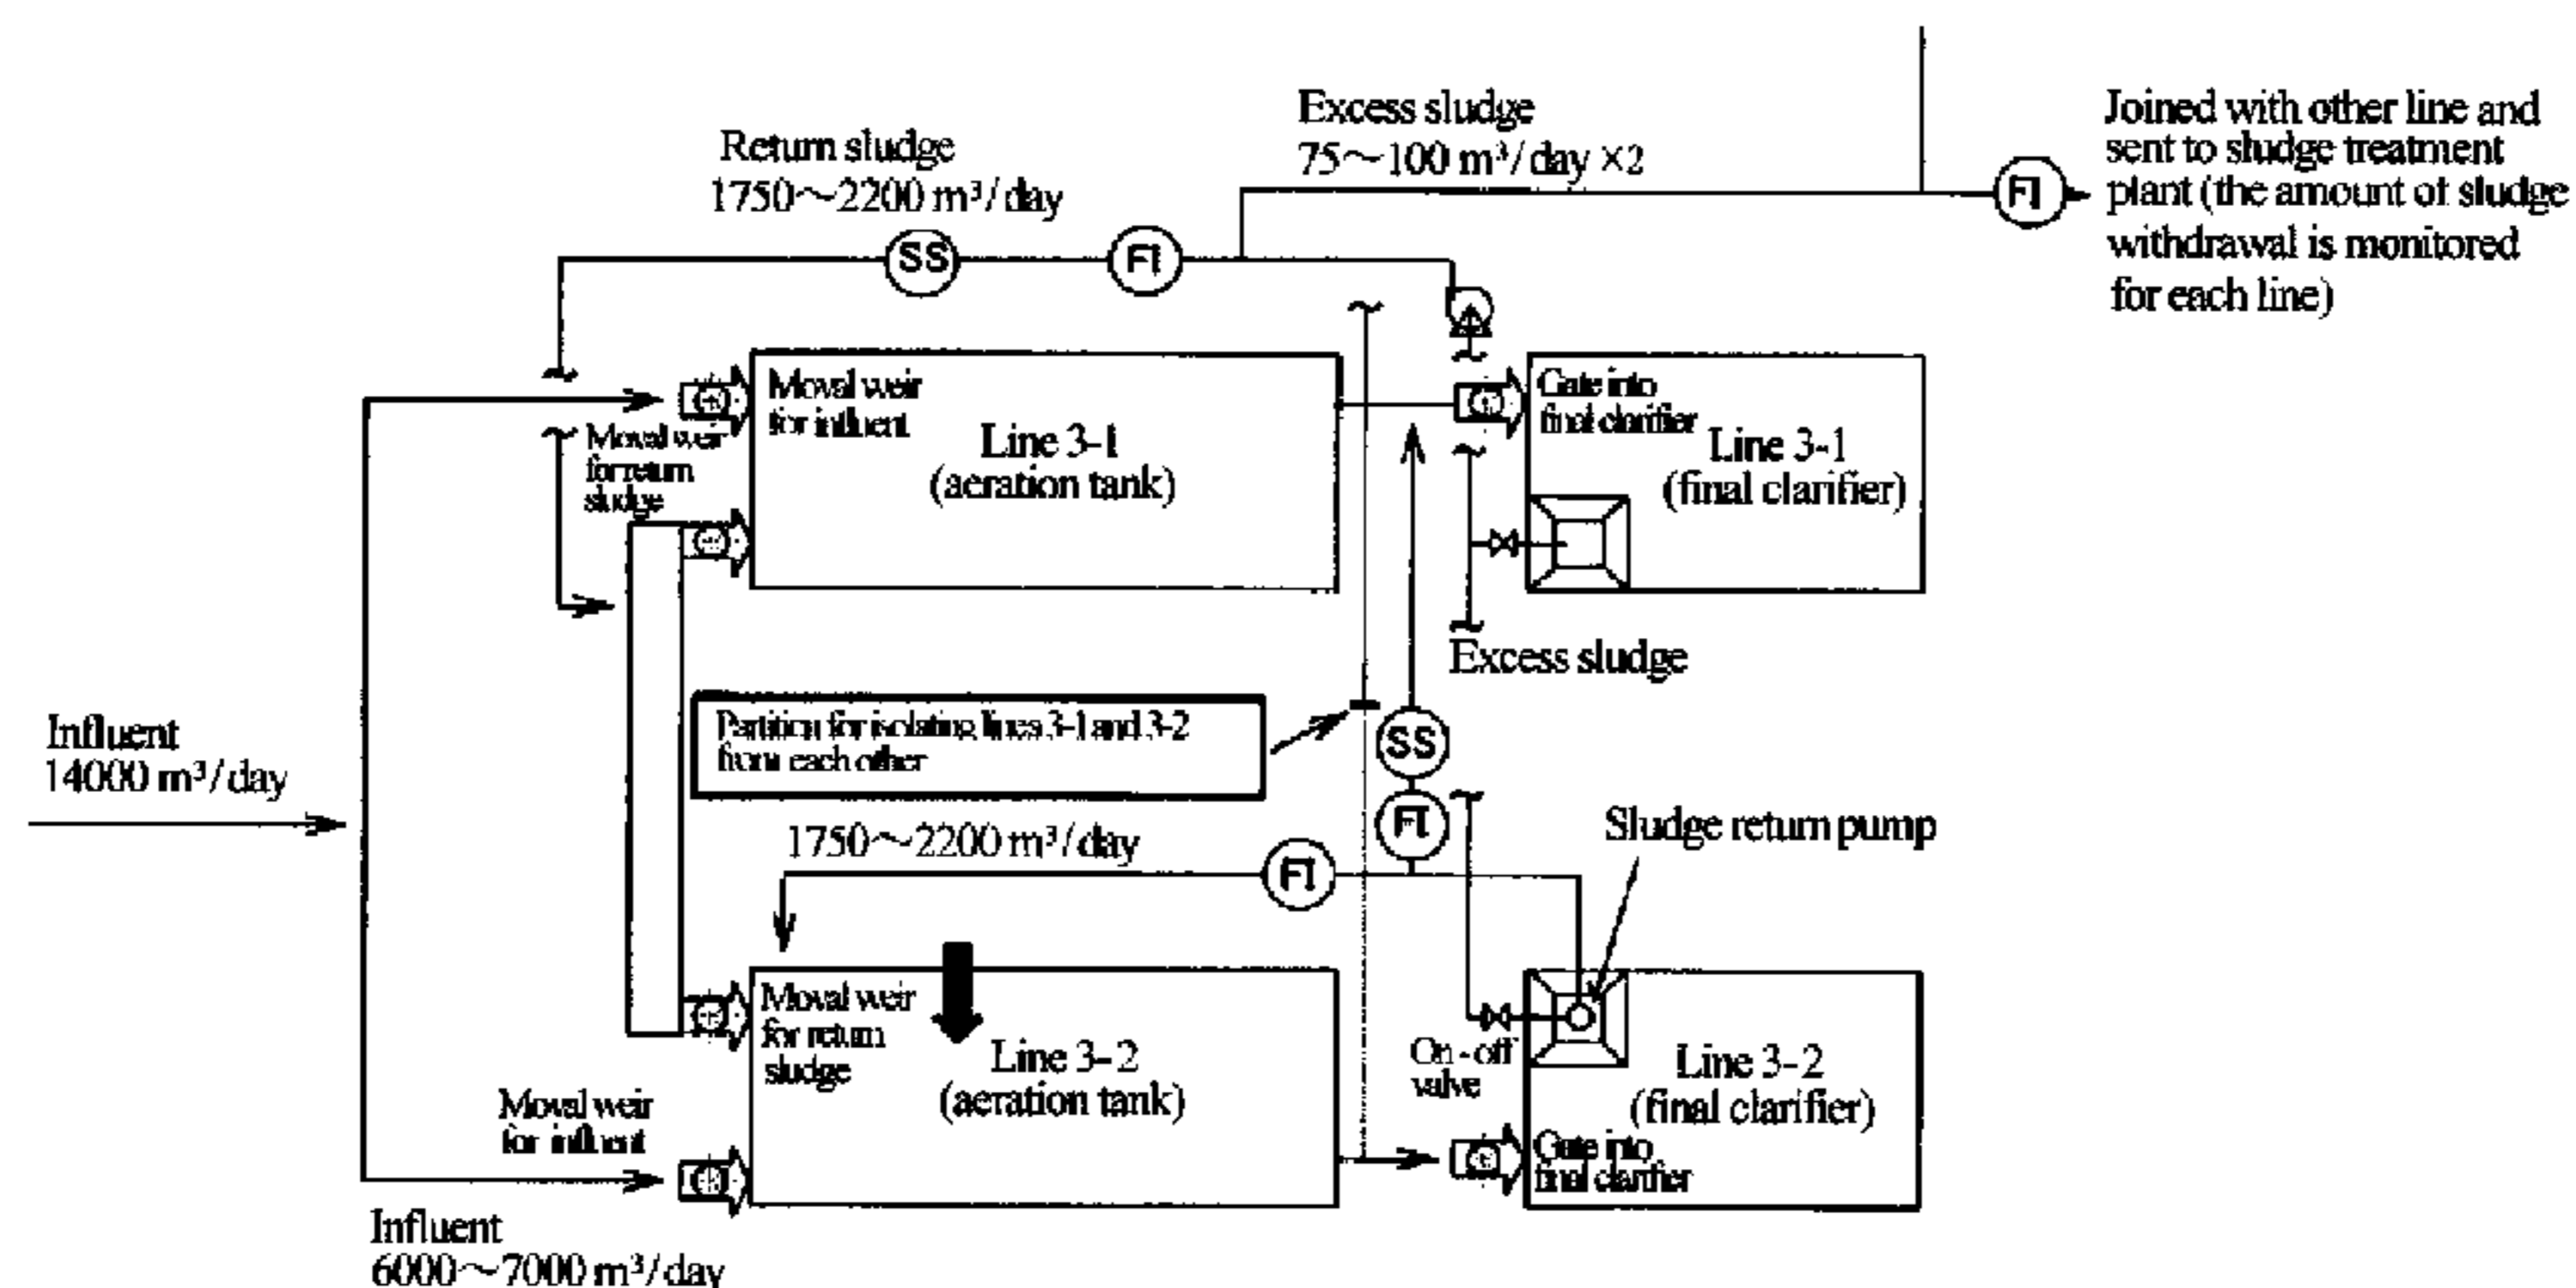 Return sludge
1750～2200 m³/day
Excess sludge
75～100 m³/day ×2
Joined with other line and
sent to sludge treatment
plant (the amount of sludge
withdrawal is monitored
for each line)
SS
FI
FI
Moval weir
for influent
Line 3-1
(aeration tank)
Moval weir
for return
sludge
Gate into
final clarifier
Line 3-1
(final clarifier)
Excess sludge
Influent
14000 m³/day
Partition for isolating lines 3-1 and 3-2
from each other
SS
FI
1750～2200 m³/day
FI
Sludge return pump
Moval weir
for return
sludge
Line 3-2
(aeration tank)
On-off
valve
Line 3-2
(final clarifier)
Gate into
final clarifier
Moval weir
for influent
Influent
6000～7000 m³/day